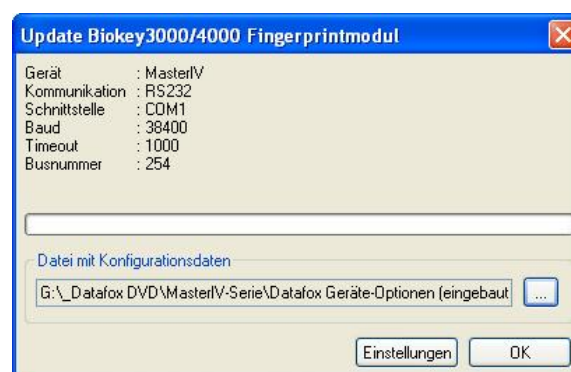 Update Biokey3000/4000 Fingerprintmodul
Gerät : MasterIV
Kommunikation : RS232
Schnittstelle : COM1
Baud : 38400
Timeout : 1000
Busnummer : 254
Datei mit Konfigurationsdaten
G:\_Datafox DVD\MasterIV-Serie\Datafox Geräte-Optionen (eingebaut
...
Einstellungen OK